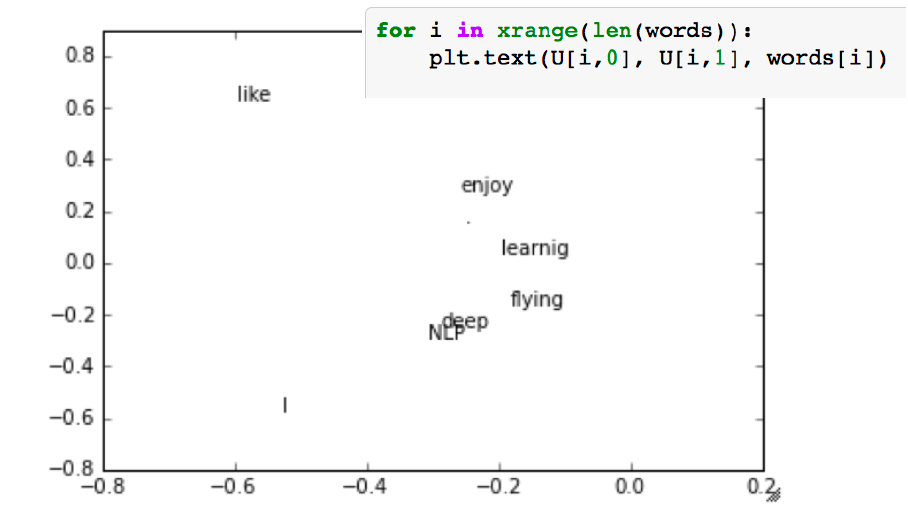 for i in xrange(len(words)):
    plt.text(U[i,0], U[i,1], words[i])
0.8
like
0.6
0.4
enjoy
0.2
.
learnig
0.0
flying
−0.2
deep
NLP
−0.4
I
−0.6
−0.8
−0.8 −0.6 −0.4 −0.2 0.0 0.2